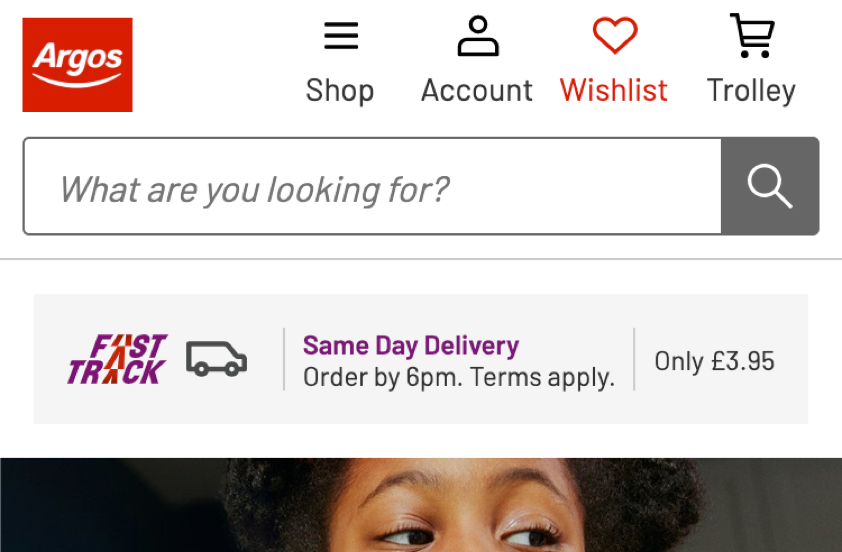 Argos
Shop
Account
Wishlist
Trolley
What are you looking for?
FAST
TRACK
Same Day Delivery
Order by 6pm. Terms apply.
Only £3.95